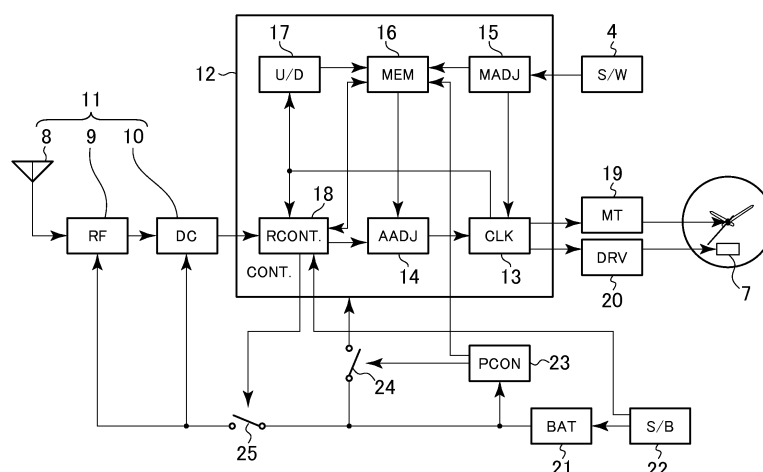 17
16
15
4
12
U/D
MEM
MADJ
S/W
11
8
9
10
18
19
RF
DC
RCONT.
AADJ
CLK
MT
CONT.
14
13
DRV
20
7
24
PCON
23
25
BAT
S/B
21
22